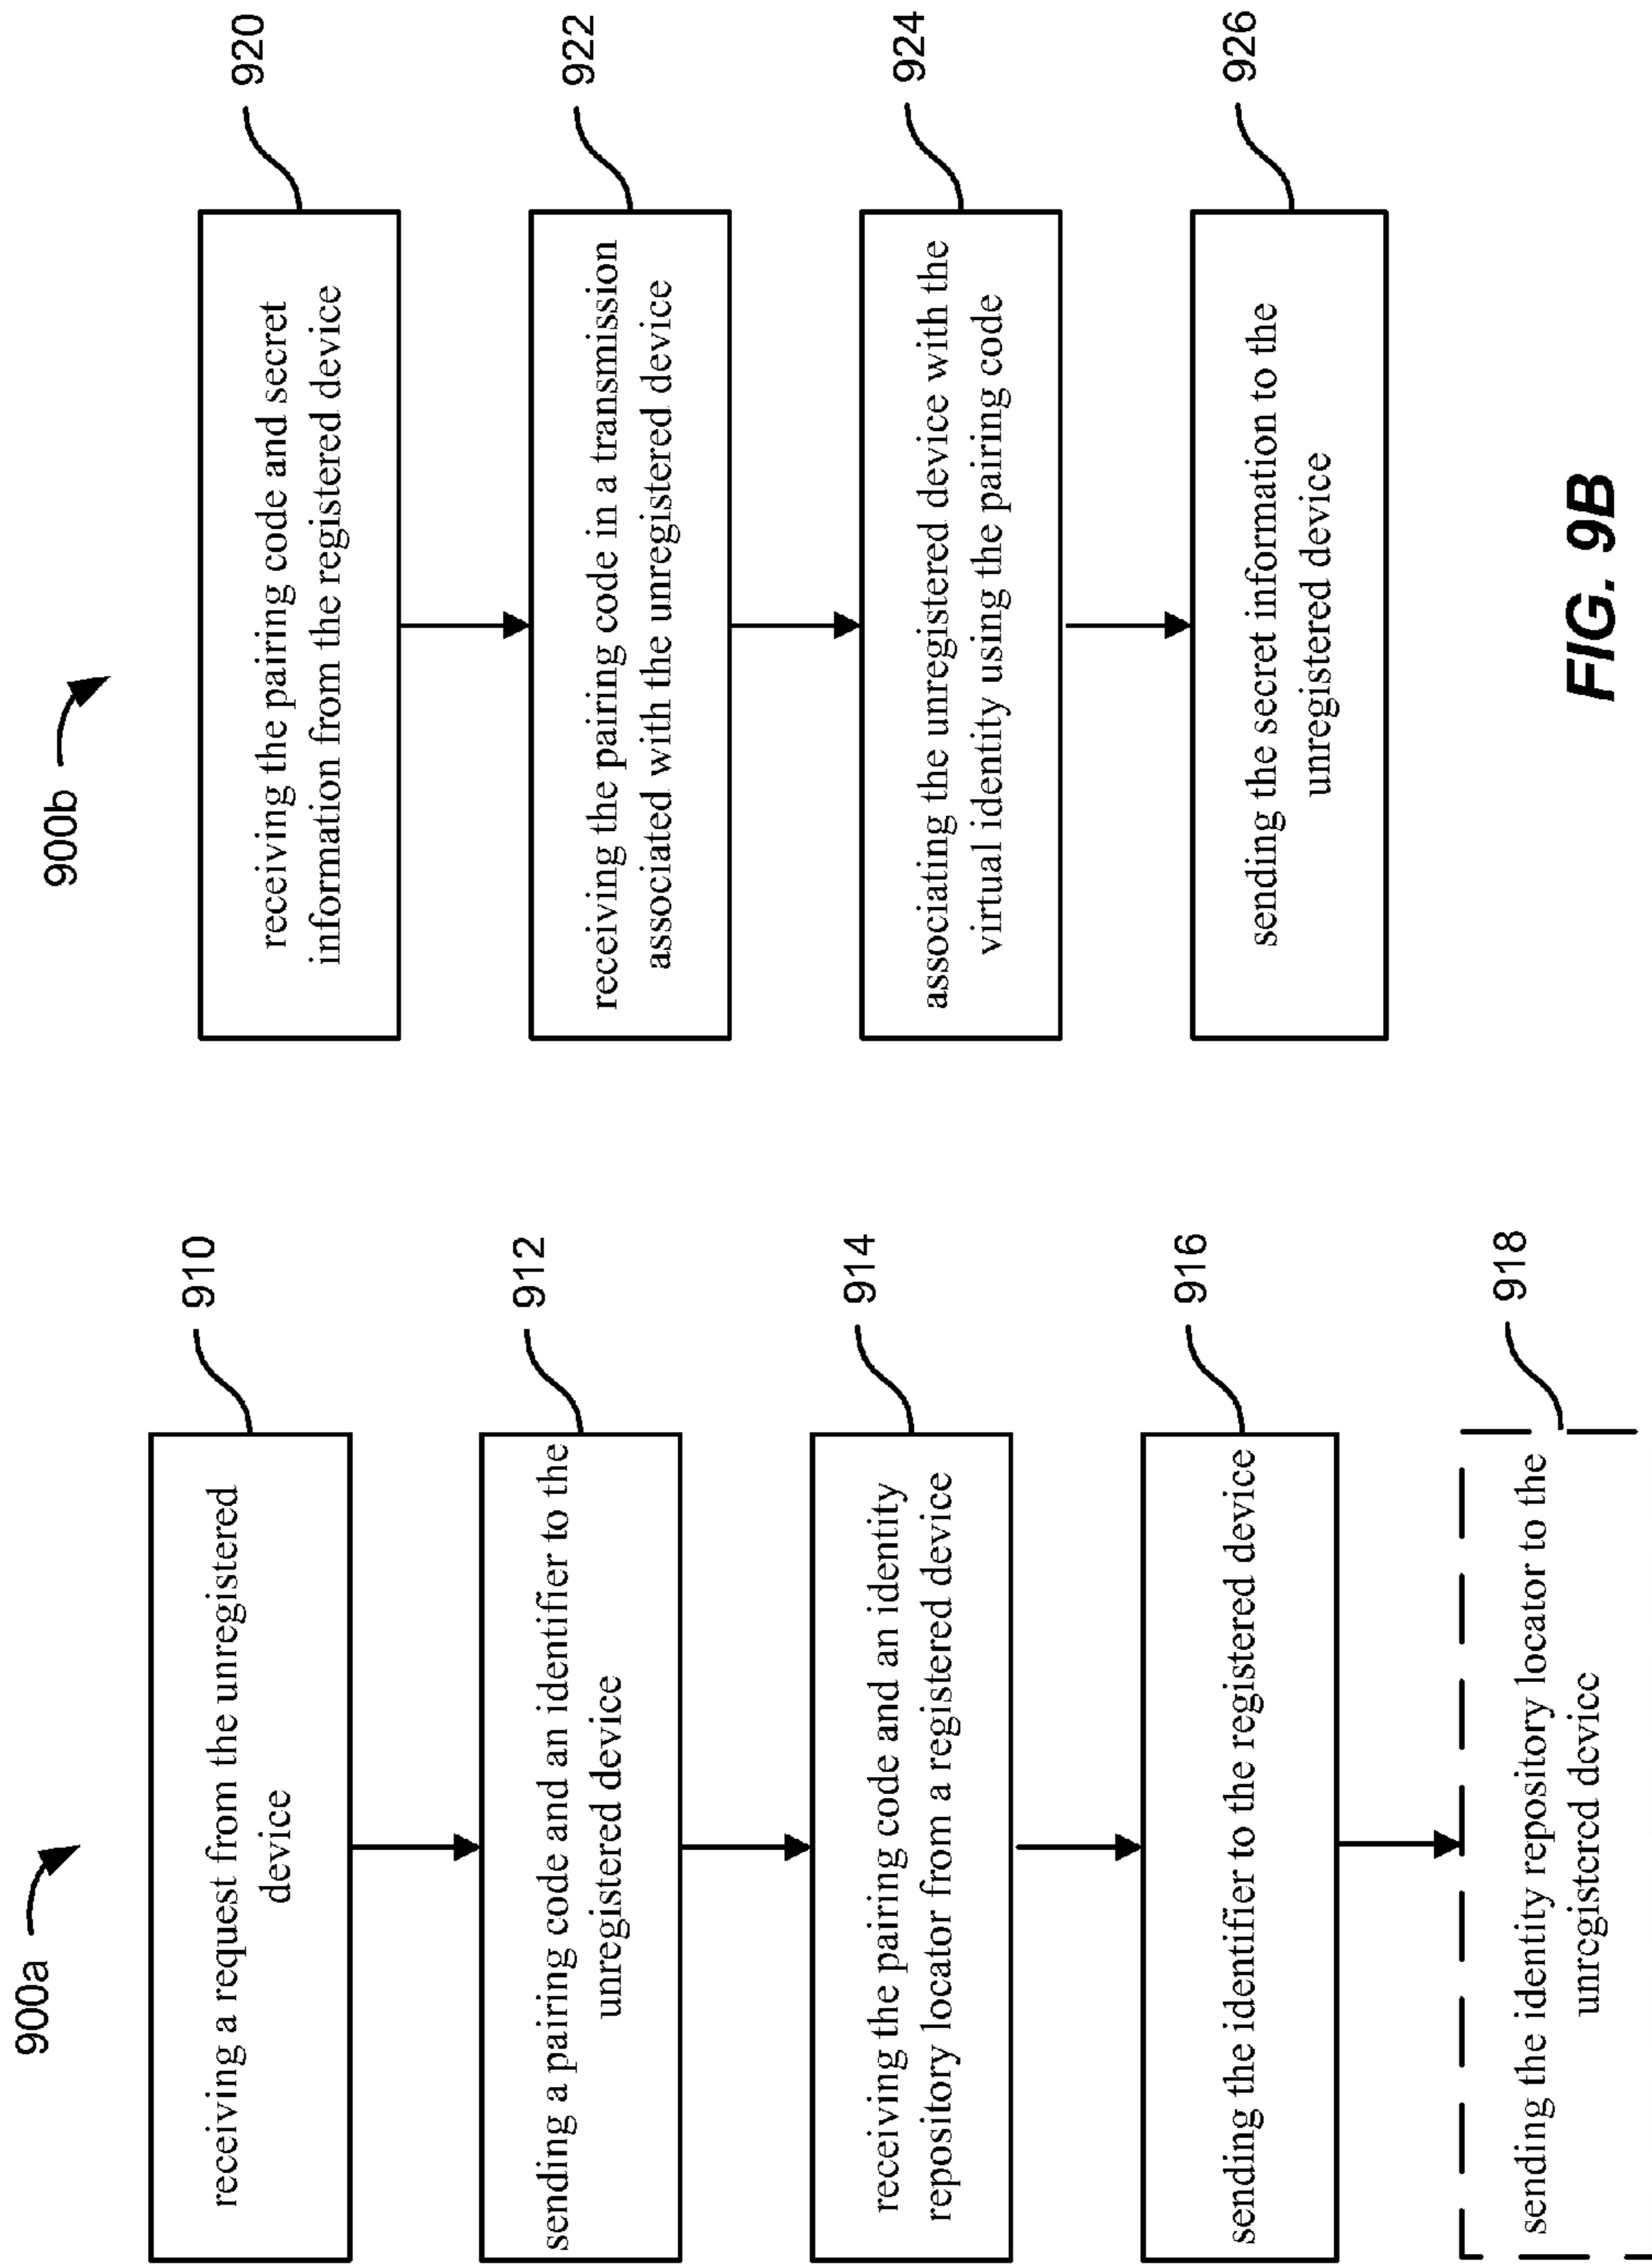 900a
receiving a request from the unregistered
device
910
sending a pairing code and an identifier to the
unregistered device
912
receiving the pairing code and an identity
repository locator from a registered device
914
sending the identifier to the registered device
916
sending the identity repository locator to the
unregistered device
918
900b
receiving the pairing code and secret
information from the registered device
920
receiving the pairing code in a transmission
associated with the unregistered device
922
associating the unregistered device with the
virtual identity using the pairing code
924
sending the secret information to the
unregistered device
926
FIG. 9B